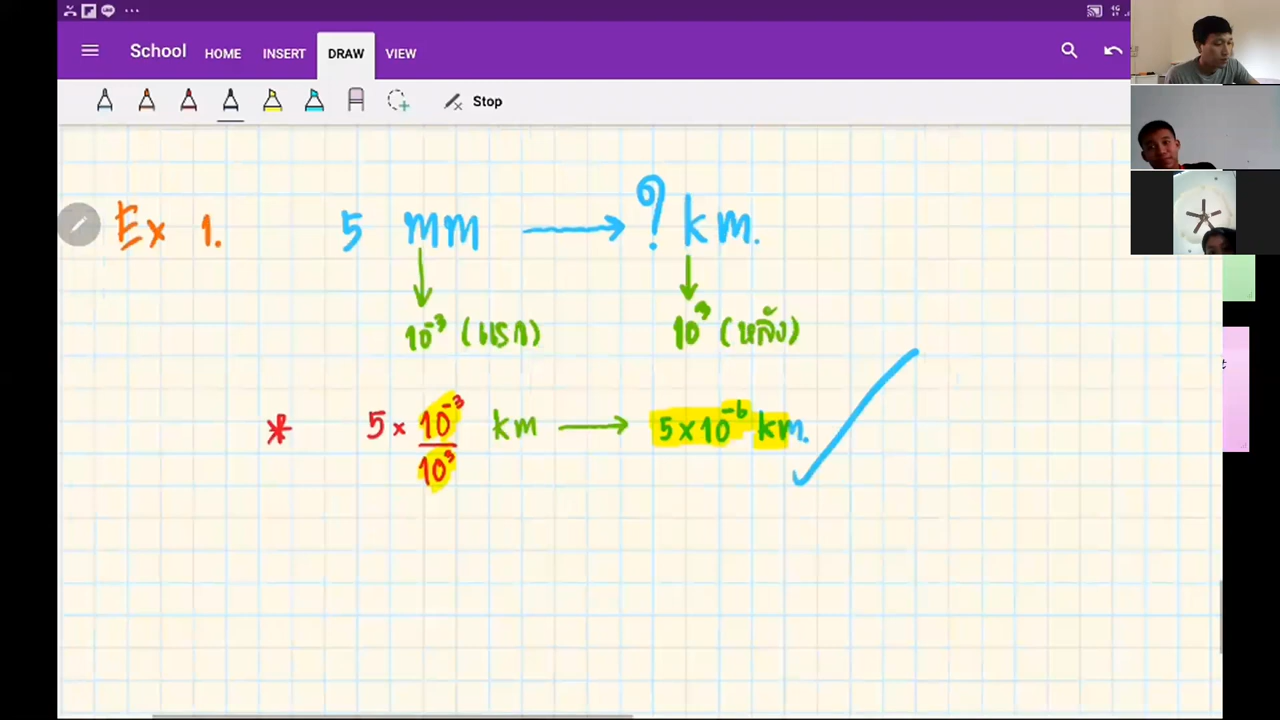 4G
School HOME INSERT DRAW VIEW
Stop
Ex 1. 5 mm → ? km.
10⁻³ (แรก) 10³ (หลัง)
* 5 × 10⁻³ / 10³ km → 5 × 10⁻⁶ km.